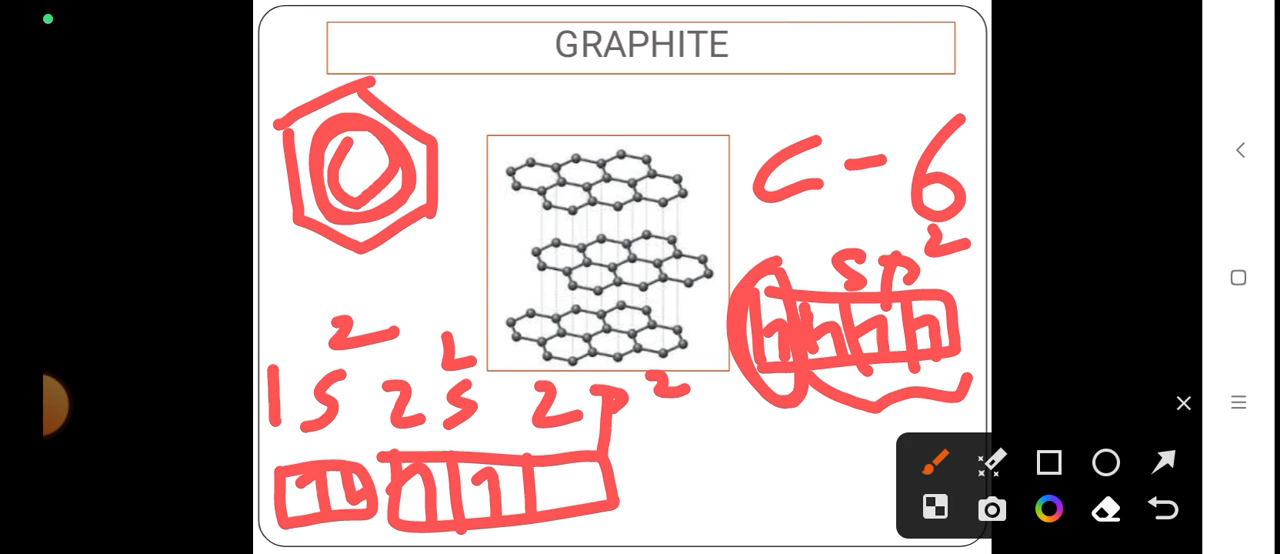 GRAPHITE
C - 6
sp²
1s² 2s² 2p²